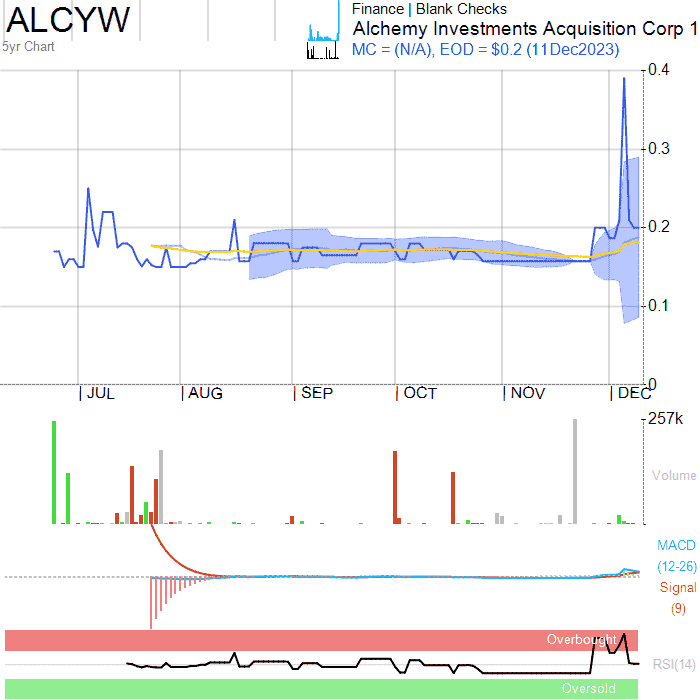 ALCYW
5yr Chart
Finance | Blank Checks
Alchemy Investments Acquisition Corp 1
MC = (N/A), EOD = $0.2 (11Dec2023)
0.4
0.3
0.2
0.1
0
| JUL | AUG | SEP | OCT | NOV | DEC
257k
Volume
MACD
(12-26)
Signal
(9)
Overbought
RSI(14)
Oversold